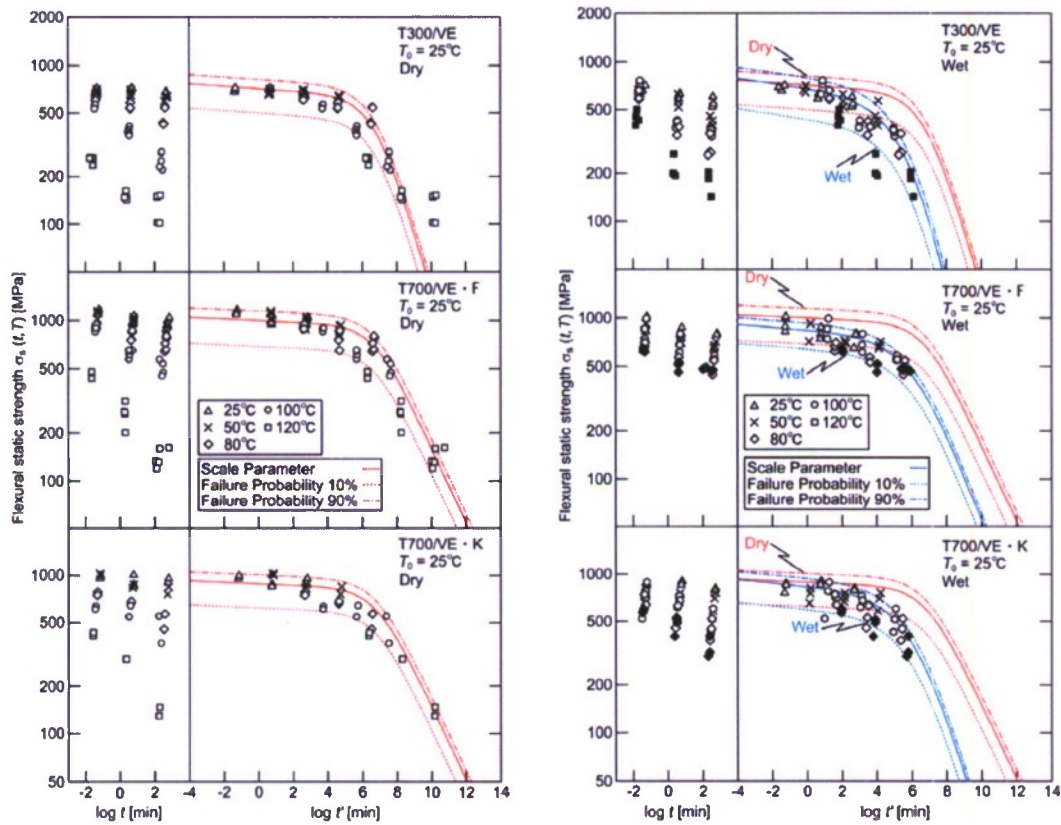 2000
1000
500
200
100
T300/VE
T₀ = 25°C
Dry
1000
500
200
100
T700/VE・F
T₀ = 25°C
Dry
△ 25°C ○ 100°C
× 50°C □ 120°C
◇ 80°C
Scale Parameter
Failure Probability 10%
Failure Probability 90%
1000
500
200
100
50
T700/VE・K
T₀ = 25°C
Dry
Flexural static strength σs (t, T) [MPa]
-2 0 2 -4 -2 0 2 4 6 8 10 12 14
log t [min] log t' [min]
2000
1000
500
200
100
T300/VE
T₀ = 25°C
Wet
Dry
Wet
1000
500
200
100
T700/VE・F
T₀ = 25°C
Wet
Dry
Wet
△ 25°C ○ 100°C
× 50°C ■ 120°C
◇ 80°C
Scale Parameter
Failure Probability 10%
Failure Probability 90%
1000
500
200
100
50
T700/VE・K
T₀ = 25°C
Wet
Dry
Wet
Flexural static strength σs (t, T) [MPa]
-2 0 2 -4 -2 0 2 4 6 8 10 12 14
log t [min] log t' [min]